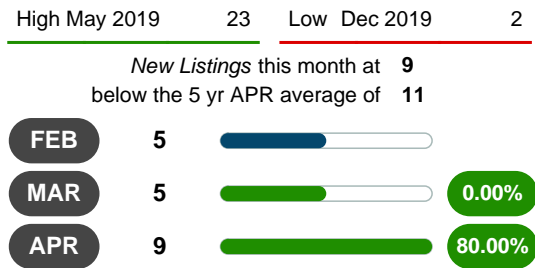 High May 2019 23 Low Dec 2019 2
New Listings this month at 9
below the 5 yr APR average of 11
FEB 5
MAR 5 0.00%
APR 9 80.00%